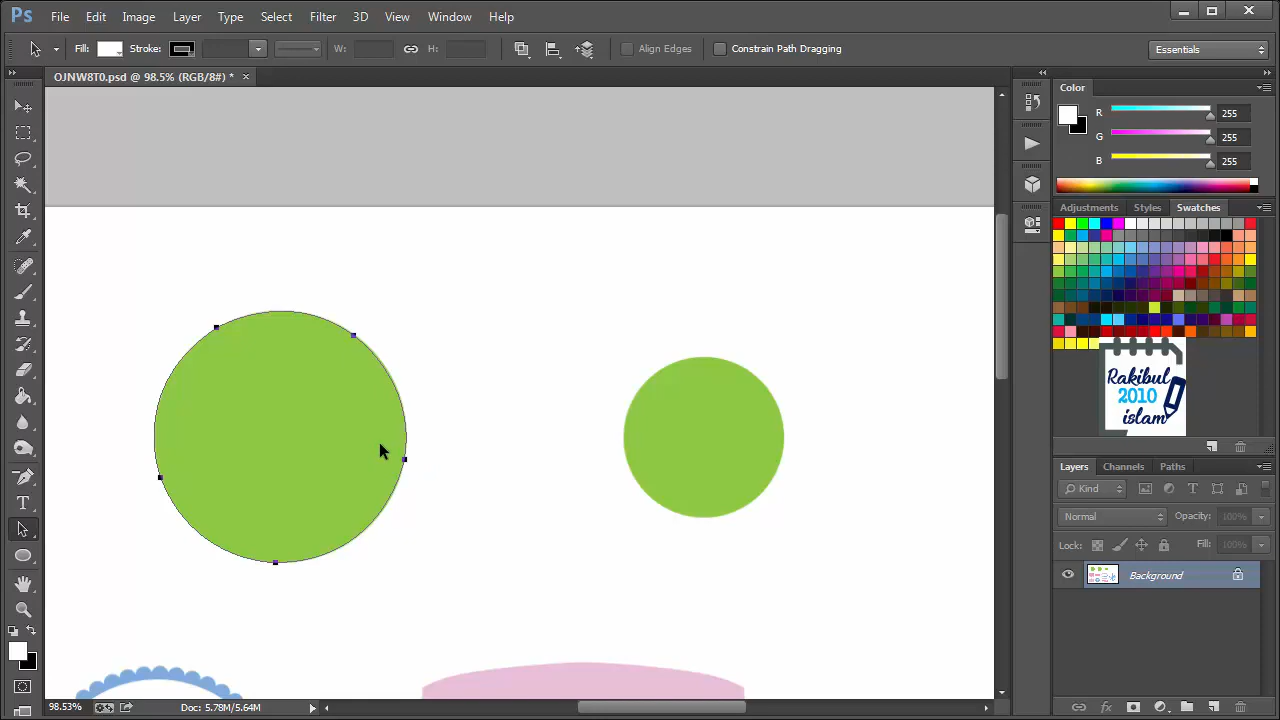 Ps File Edit Image Layer Type Select Filter 3D View Window Help
Fill: Stroke: W: H: Align Edges Constrain Path Dragging Essentials
OJNW8T0.psd @ 98.5% (RGB/8#) * ×
Color
R 255
G 255
B 255
Adjustments Styles Swatches
Rakibul
2010
islam
Layers Channels Paths
Kind
Normal Opacity: 100%
Lock: Fill: 100%
Background
98.53% Doc: 5.78M/5.64M